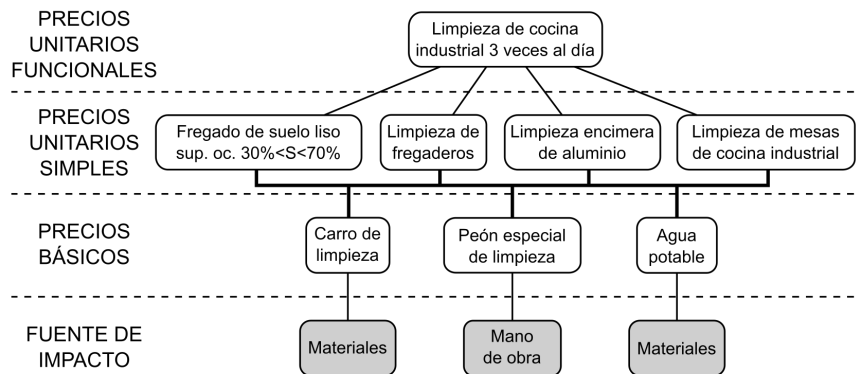 PRECIOS
UNITARIOS
FUNCIONALES
Limpieza de cocina
industrial 3 veces al día
PRECIOS
UNITARIOS
SIMPLES
Fregado de suelo liso
sup. oc. 30%<S<70%
Limpieza de
fregaderos
Limpieza encimera
de aluminio
Limpieza de mesas
de cocina industrial
PRECIOS
BÁSICOS
Carro de
limpieza
Peón especial
de limpieza
Agua
potable
FUENTE DE
IMPACTO
Materiales
Mano
de obra
Materiales